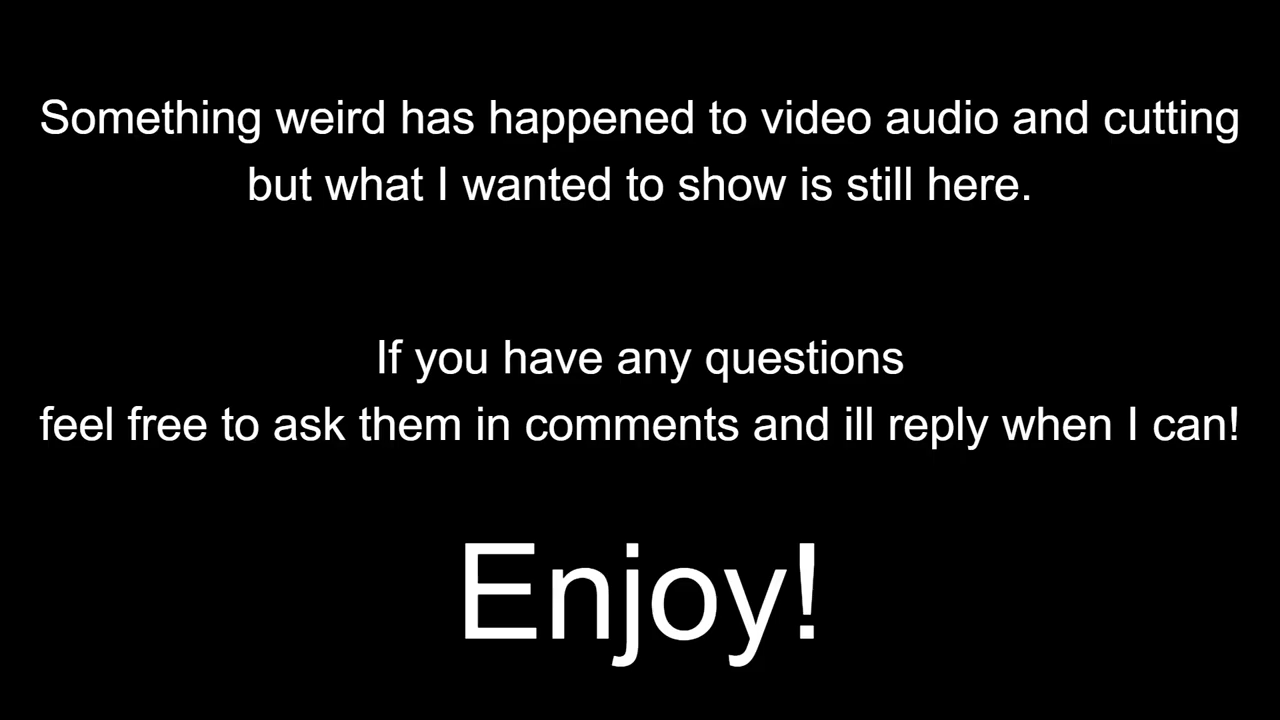 Something weird has happened to video audio and cutting
but what I wanted to show is still here.
If you have any questions
feel free to ask them in comments and ill reply when I can!
Enjoy!